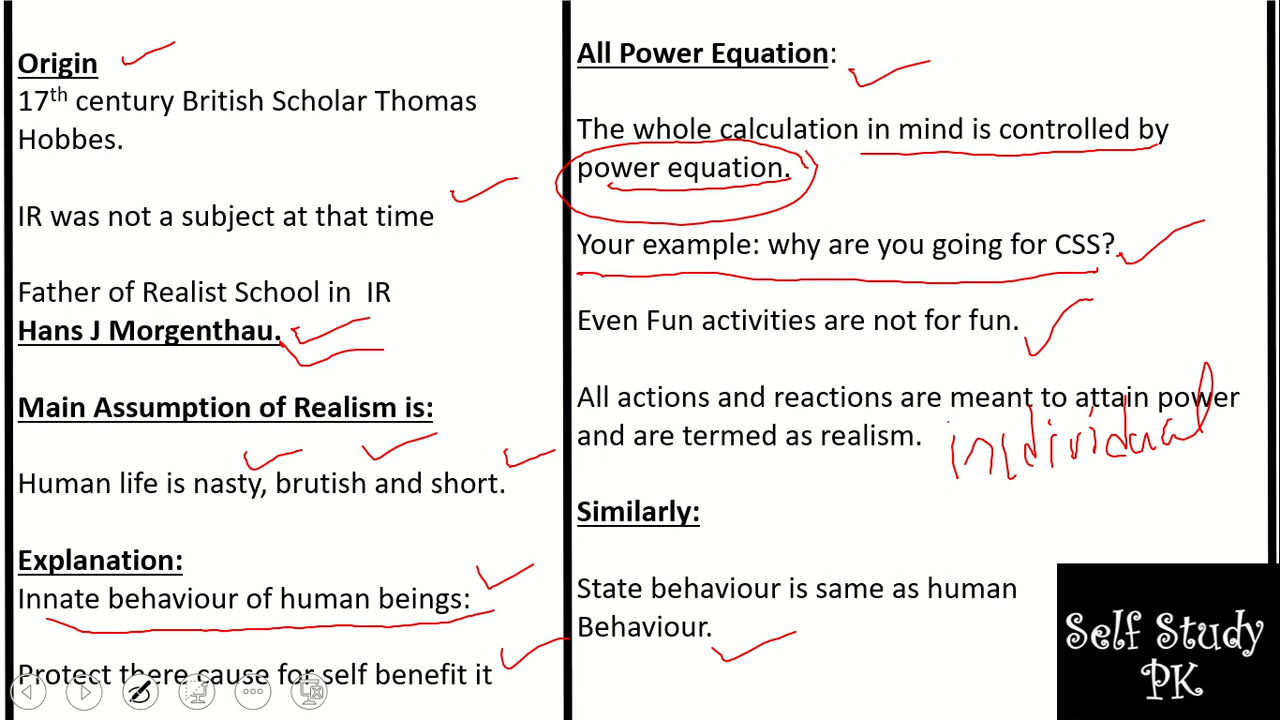 Origin
17th century British Scholar Thomas
Hobbes.
IR was not a subject at that time
Father of Realist School in IR
Hans J Morgenthau.
Main Assumption of Realism is:
Human life is nasty, brutish and short.
Explanation:
Innate behaviour of human beings:
Protect there cause for self benefit it
All Power Equation:
The whole calculation in mind is controlled by
power equation.
Your example: why are you going for CSS?
Even Fun activities are not for fun.
All actions and reactions are meant to attain power
and are termed as realism.
individual
Similarly:
State behaviour is same as human
Behaviour.
Self Study
PK